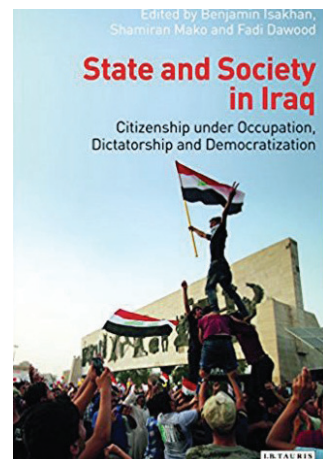 Edited by Benjamin Isakhan,
Shamiran Mako and Fadi Dawood
State and Society
in Iraq
Citizenship under Occupation,
Dictatorship and Democratization
I.B.TAURIS